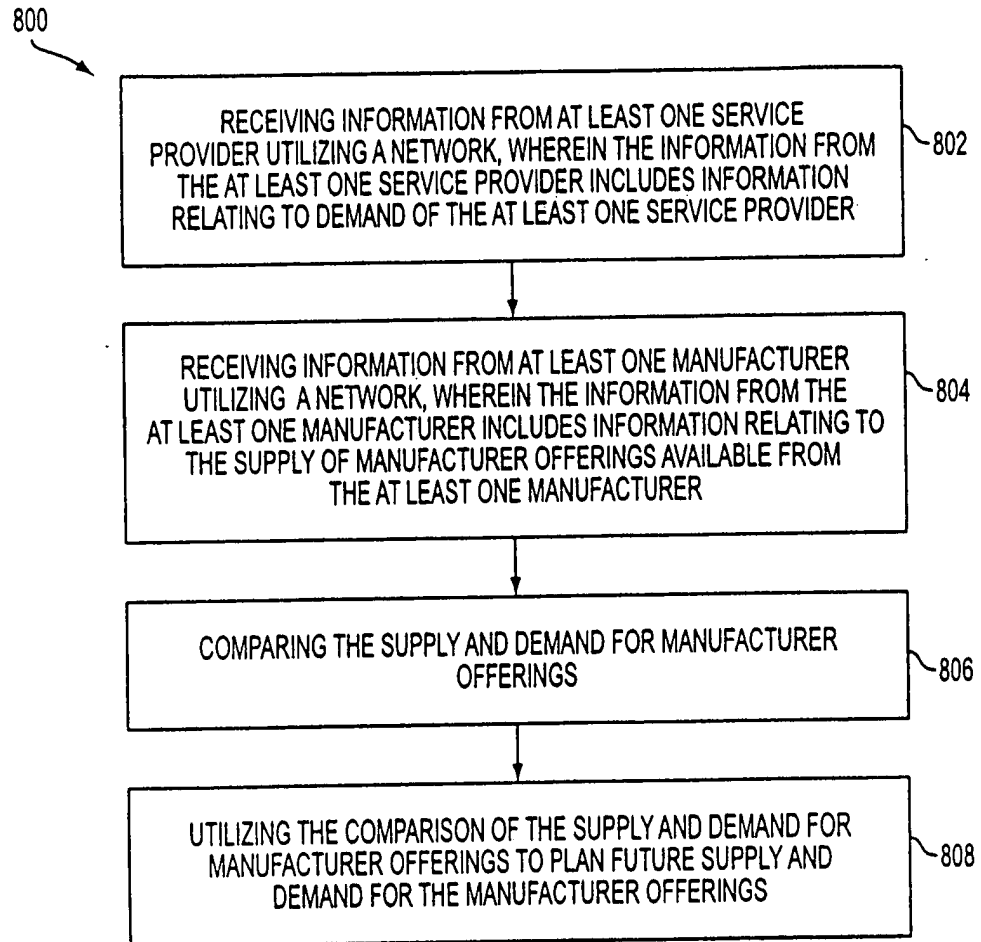 800
RECEIVING INFORMATION FROM AT LEAST ONE SERVICE
PROVIDER UTILIZING A NETWORK, WHEREIN THE INFORMATION FROM
THE AT LEAST ONE SERVICE PROVIDER INCLUDES INFORMATION
RELATING TO DEMAND OF THE AT LEAST ONE SERVICE PROVIDER
802
RECEIVING INFORMATION FROM AT LEAST ONE MANUFACTURER
UTILIZING A NETWORK, WHEREIN THE INFORMATION FROM THE
AT LEAST ONE MANUFACTURER INCLUDES INFORMATION RELATING TO
THE SUPPLY OF MANUFACTURER OFFERINGS AVAILABLE FROM
THE AT LEAST ONE MANUFACTURER
804
COMPARING THE SUPPLY AND DEMAND FOR MANUFACTURER
OFFERINGS
806
UTILIZING THE COMPARISON OF THE SUPPLY AND DEMAND FOR
MANUFACTURER OFFERINGS TO PLAN FUTURE SUPPLY AND
DEMAND FOR THE MANUFACTURER OFFERINGS
808